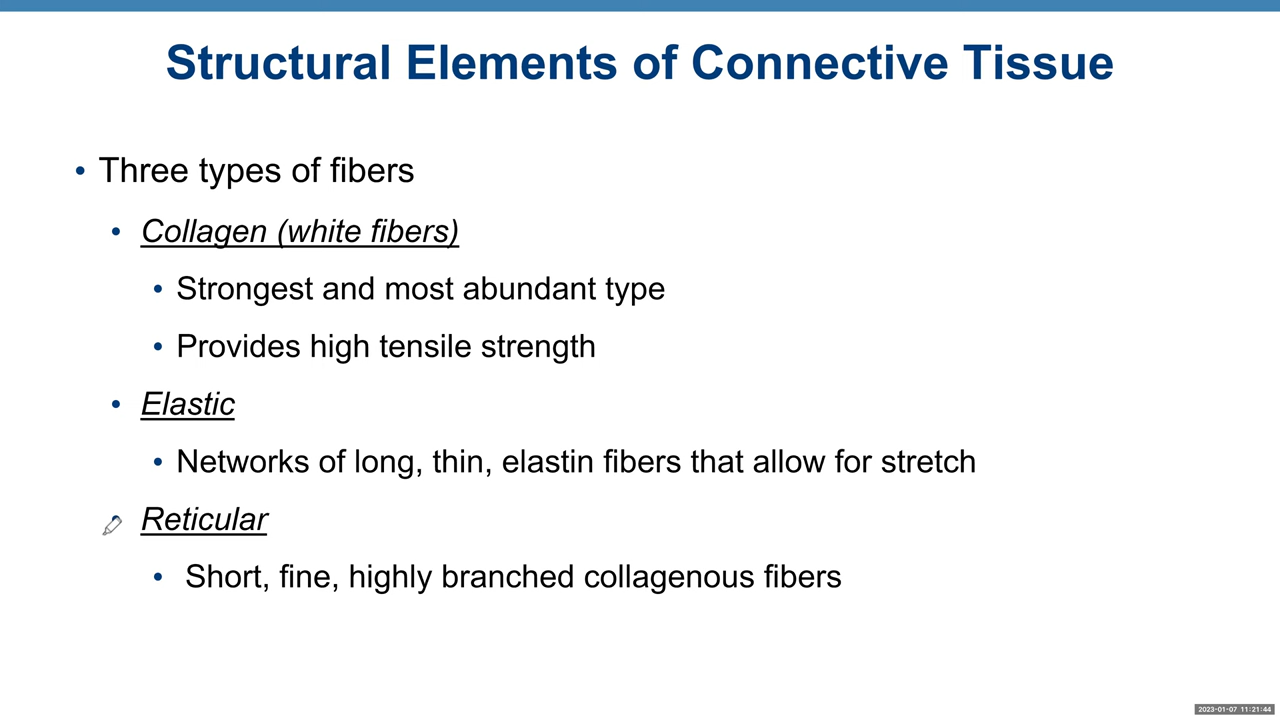 Structural Elements of Connective Tissue
• Three types of fibers
• Collagen (white fibers)
• Strongest and most abundant type
• Provides high tensile strength
• Elastic
• Networks of long, thin, elastin fibers that allow for stretch
• Reticular
• Short, fine, highly branched collagenous fibers
2023-01-07 11:21:44